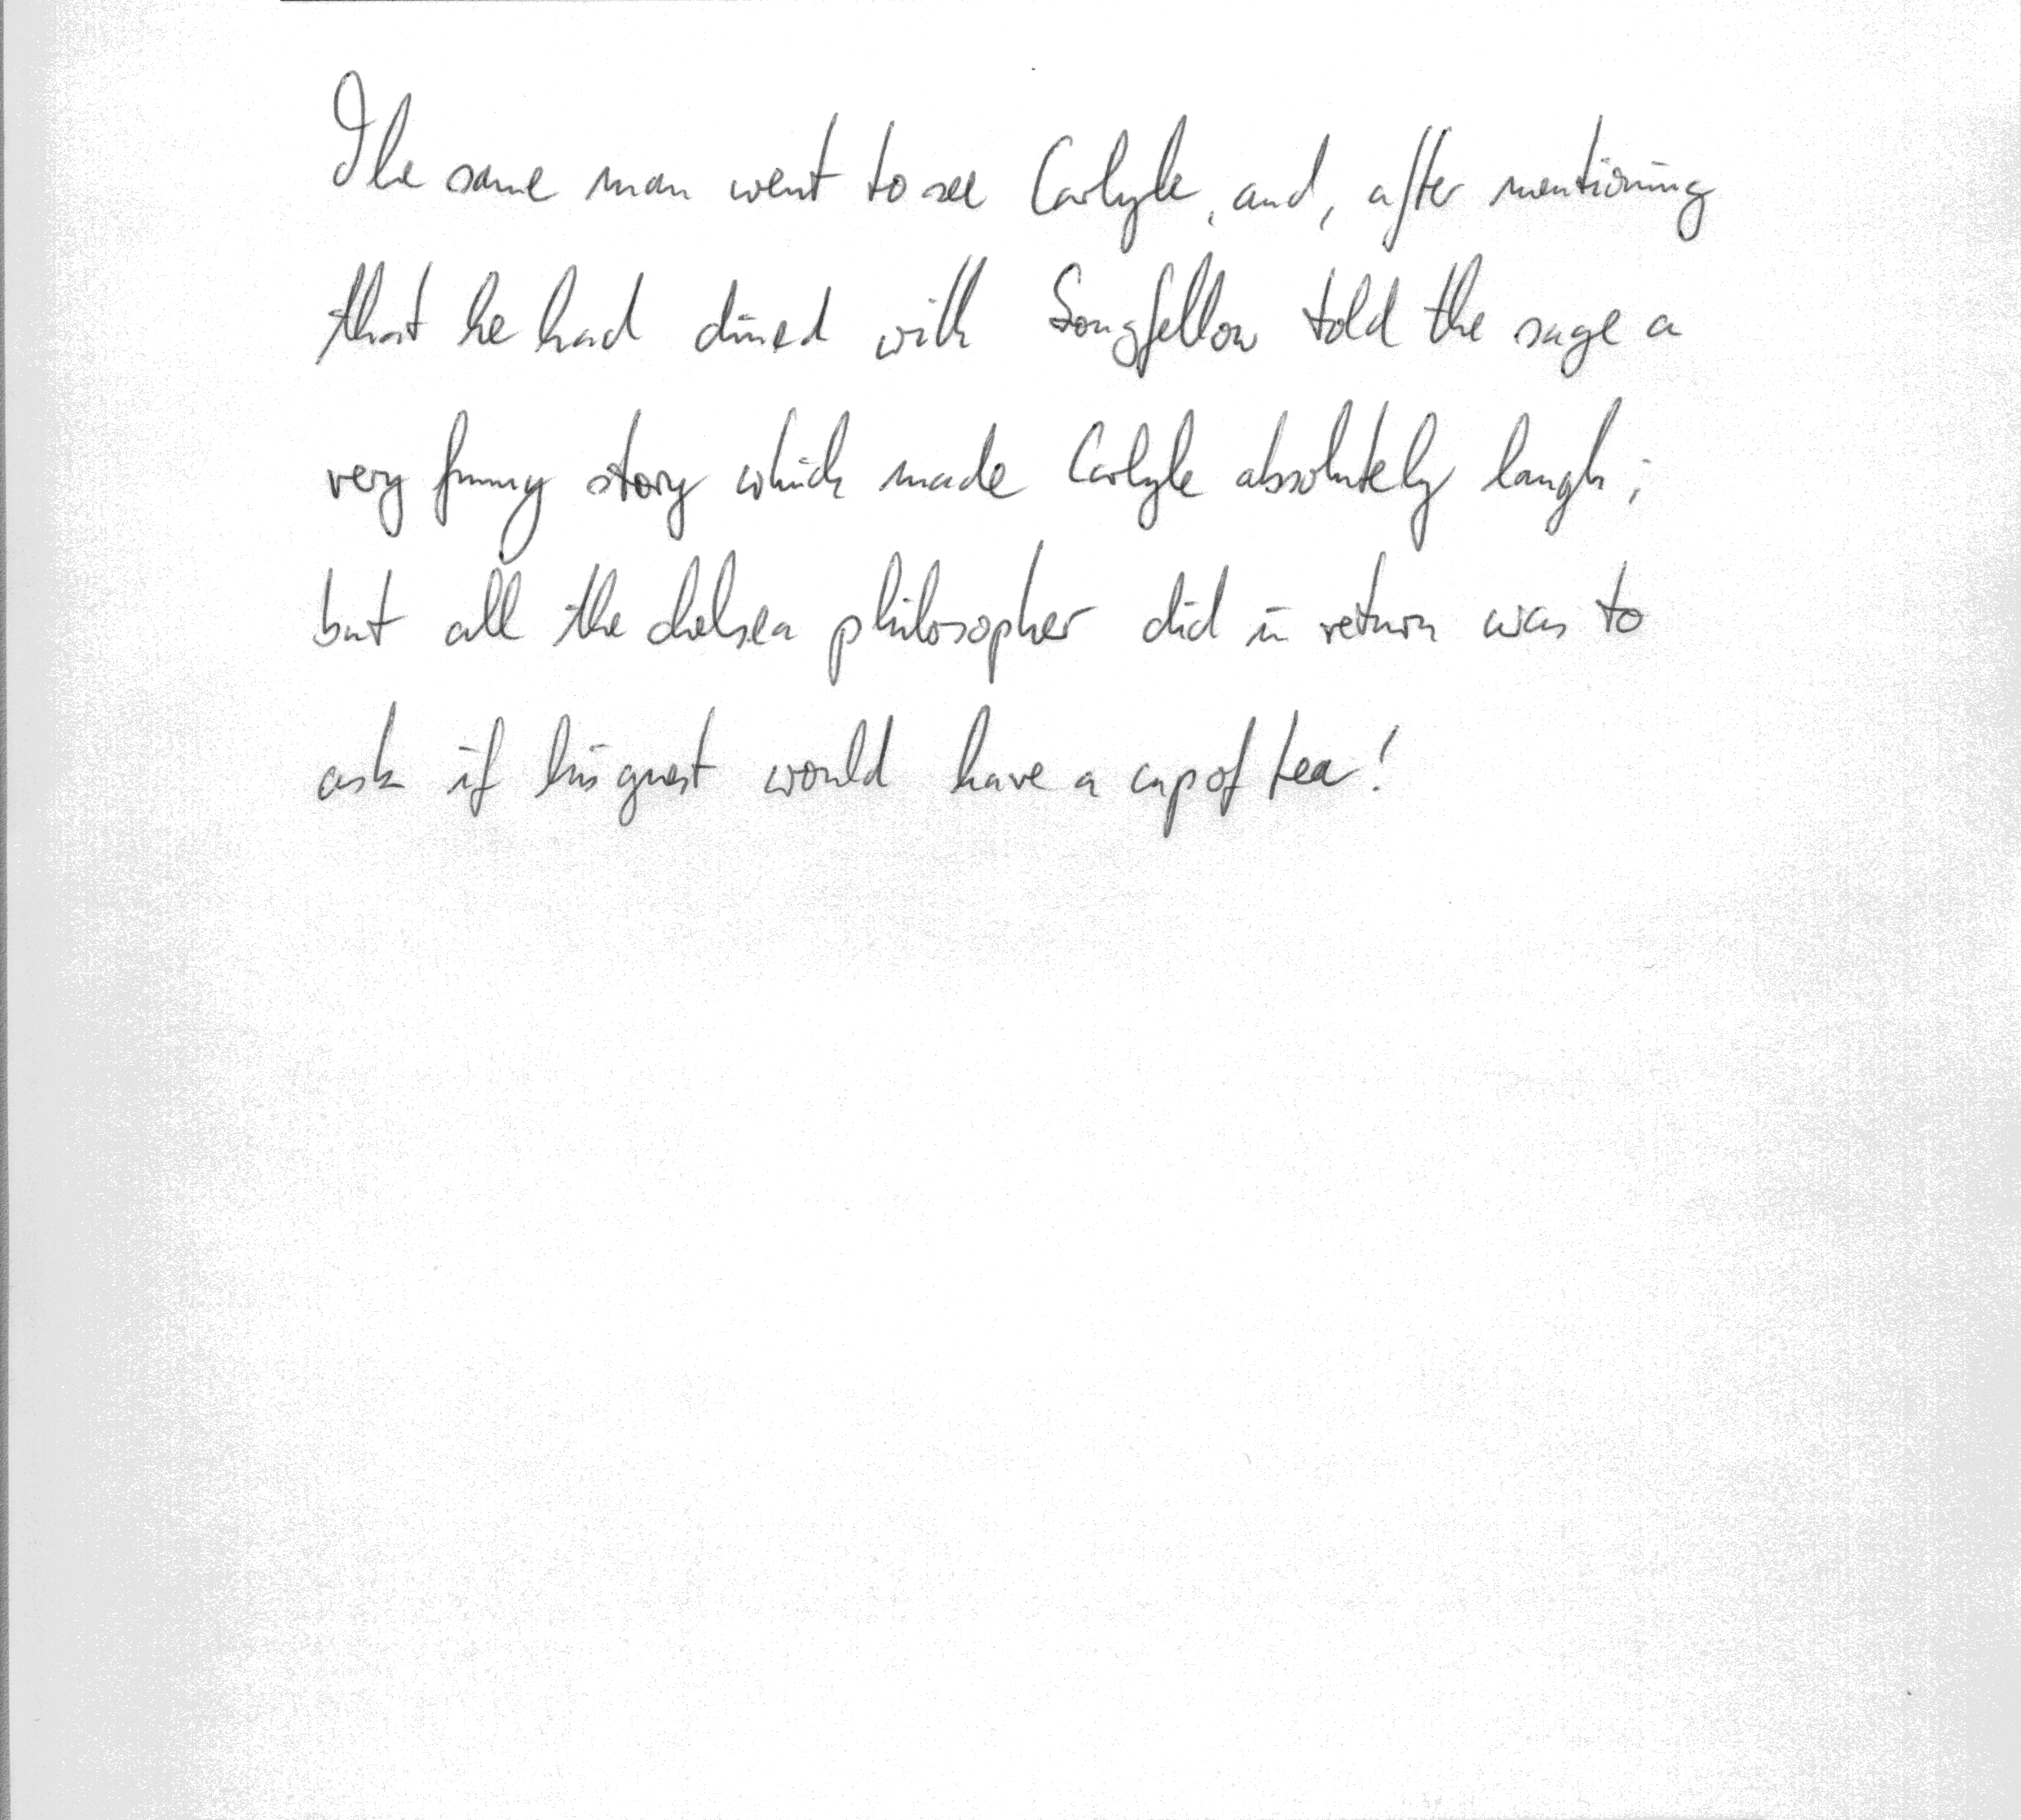 The same man went to see Carlyle, and, after mentioning
that he had dined with Longfellow told the sage a
very funny story which made Carlyle absolutely laugh;
but all the chelsea philosopher did in return was to
ask if his guest would have a cup of tea!